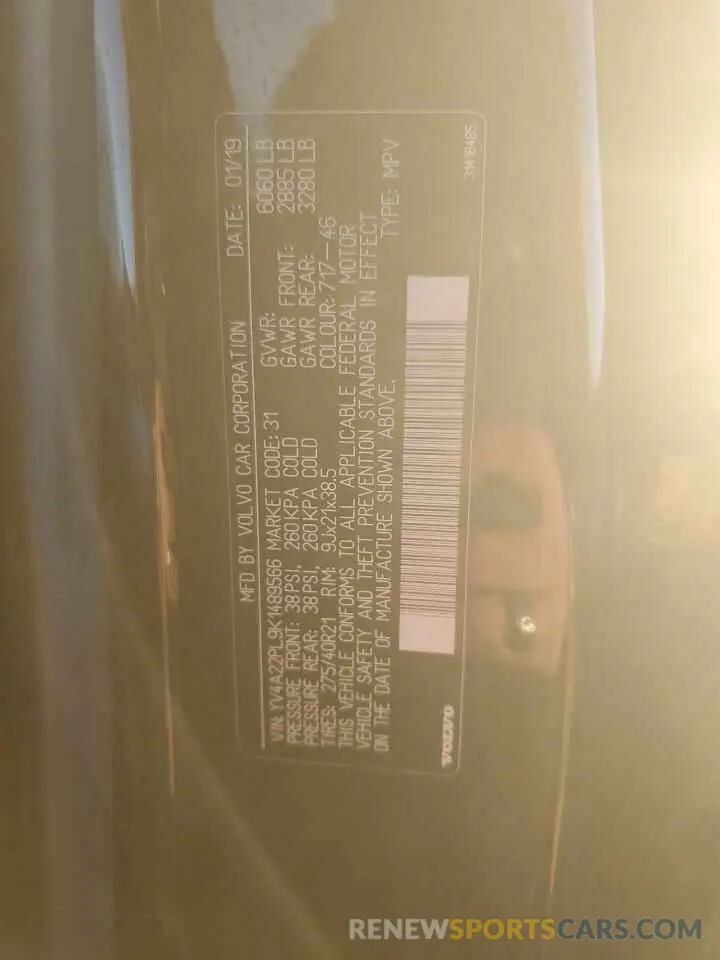 MFD BY VOLVO CAR CORPORATION DATE: 01/19
VIN: YV4A22PL9K1489566 MARKET CODE: 31 GVWR: 6060 LB
PRESSURE FRONT: 38 PSI, 260 KPA COLD GAWR FRONT: 2885 LB
PRESSURE REAR: 38 PSI, 260 KPA COLD GAWR REAR: 3280 LB
TIRES: 275/40R21 RIM: 9Jx21x38.5 COLOUR: 717-46
THIS VEHICLE CONFORMS TO ALL APPLICABLE FEDERAL MOTOR
VEHICLE SAFETY AND THEFT PREVENTION STANDARDS IN EFFECT
ON THE DATE OF MANUFACTURE SHOWN ABOVE. TYPE: MPV
VOLVO
RENEWSPORTSCARS.COM